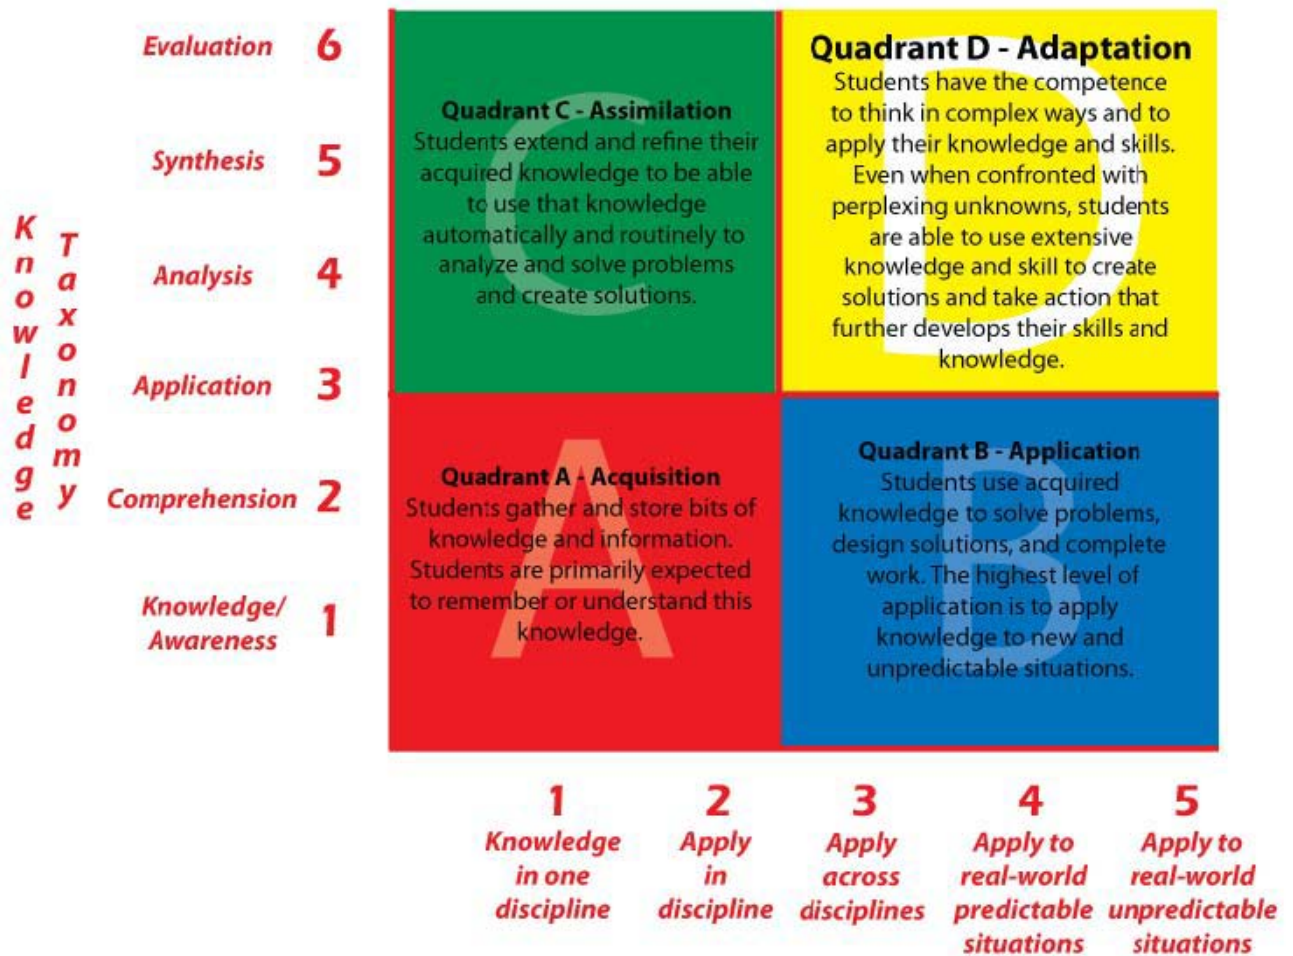 Knowledge
Taxonomy
Evaluation 6
Synthesis 5
Analysis 4
Application 3
Comprehension 2
Knowledge/
Awareness 1
C
Quadrant C - Assimilation
Students extend and refine their
acquired knowledge to be able
to use that knowledge
automatically and routinely to
analyze and solve problems
and create solutions.
D
Quadrant D - Adaptation
Students have the competence
to think in complex ways and to
apply their knowledge and skills.
Even when confronted with
perplexing unknowns, students
are able to use extensive
knowledge and skill to create
solutions and take action that
further develops their skills and
knowledge.
A
Quadrant A - Acquisition
Students gather and store bits of
knowledge and information.
Students are primarily expected
to remember or understand this
knowledge.
B
Quadrant B - Application
Students use acquired
knowledge to solve problems,
design solutions, and complete
work. The highest level of
application is to apply
knowledge to new and
unpredictable situations.
1
Knowledge
in one
discipline
2
Apply
in
discipline
3
Apply
across
disciplines
4
Apply to
real-world
predictable
situations
5
Apply to
real-world
unpredictable
situations